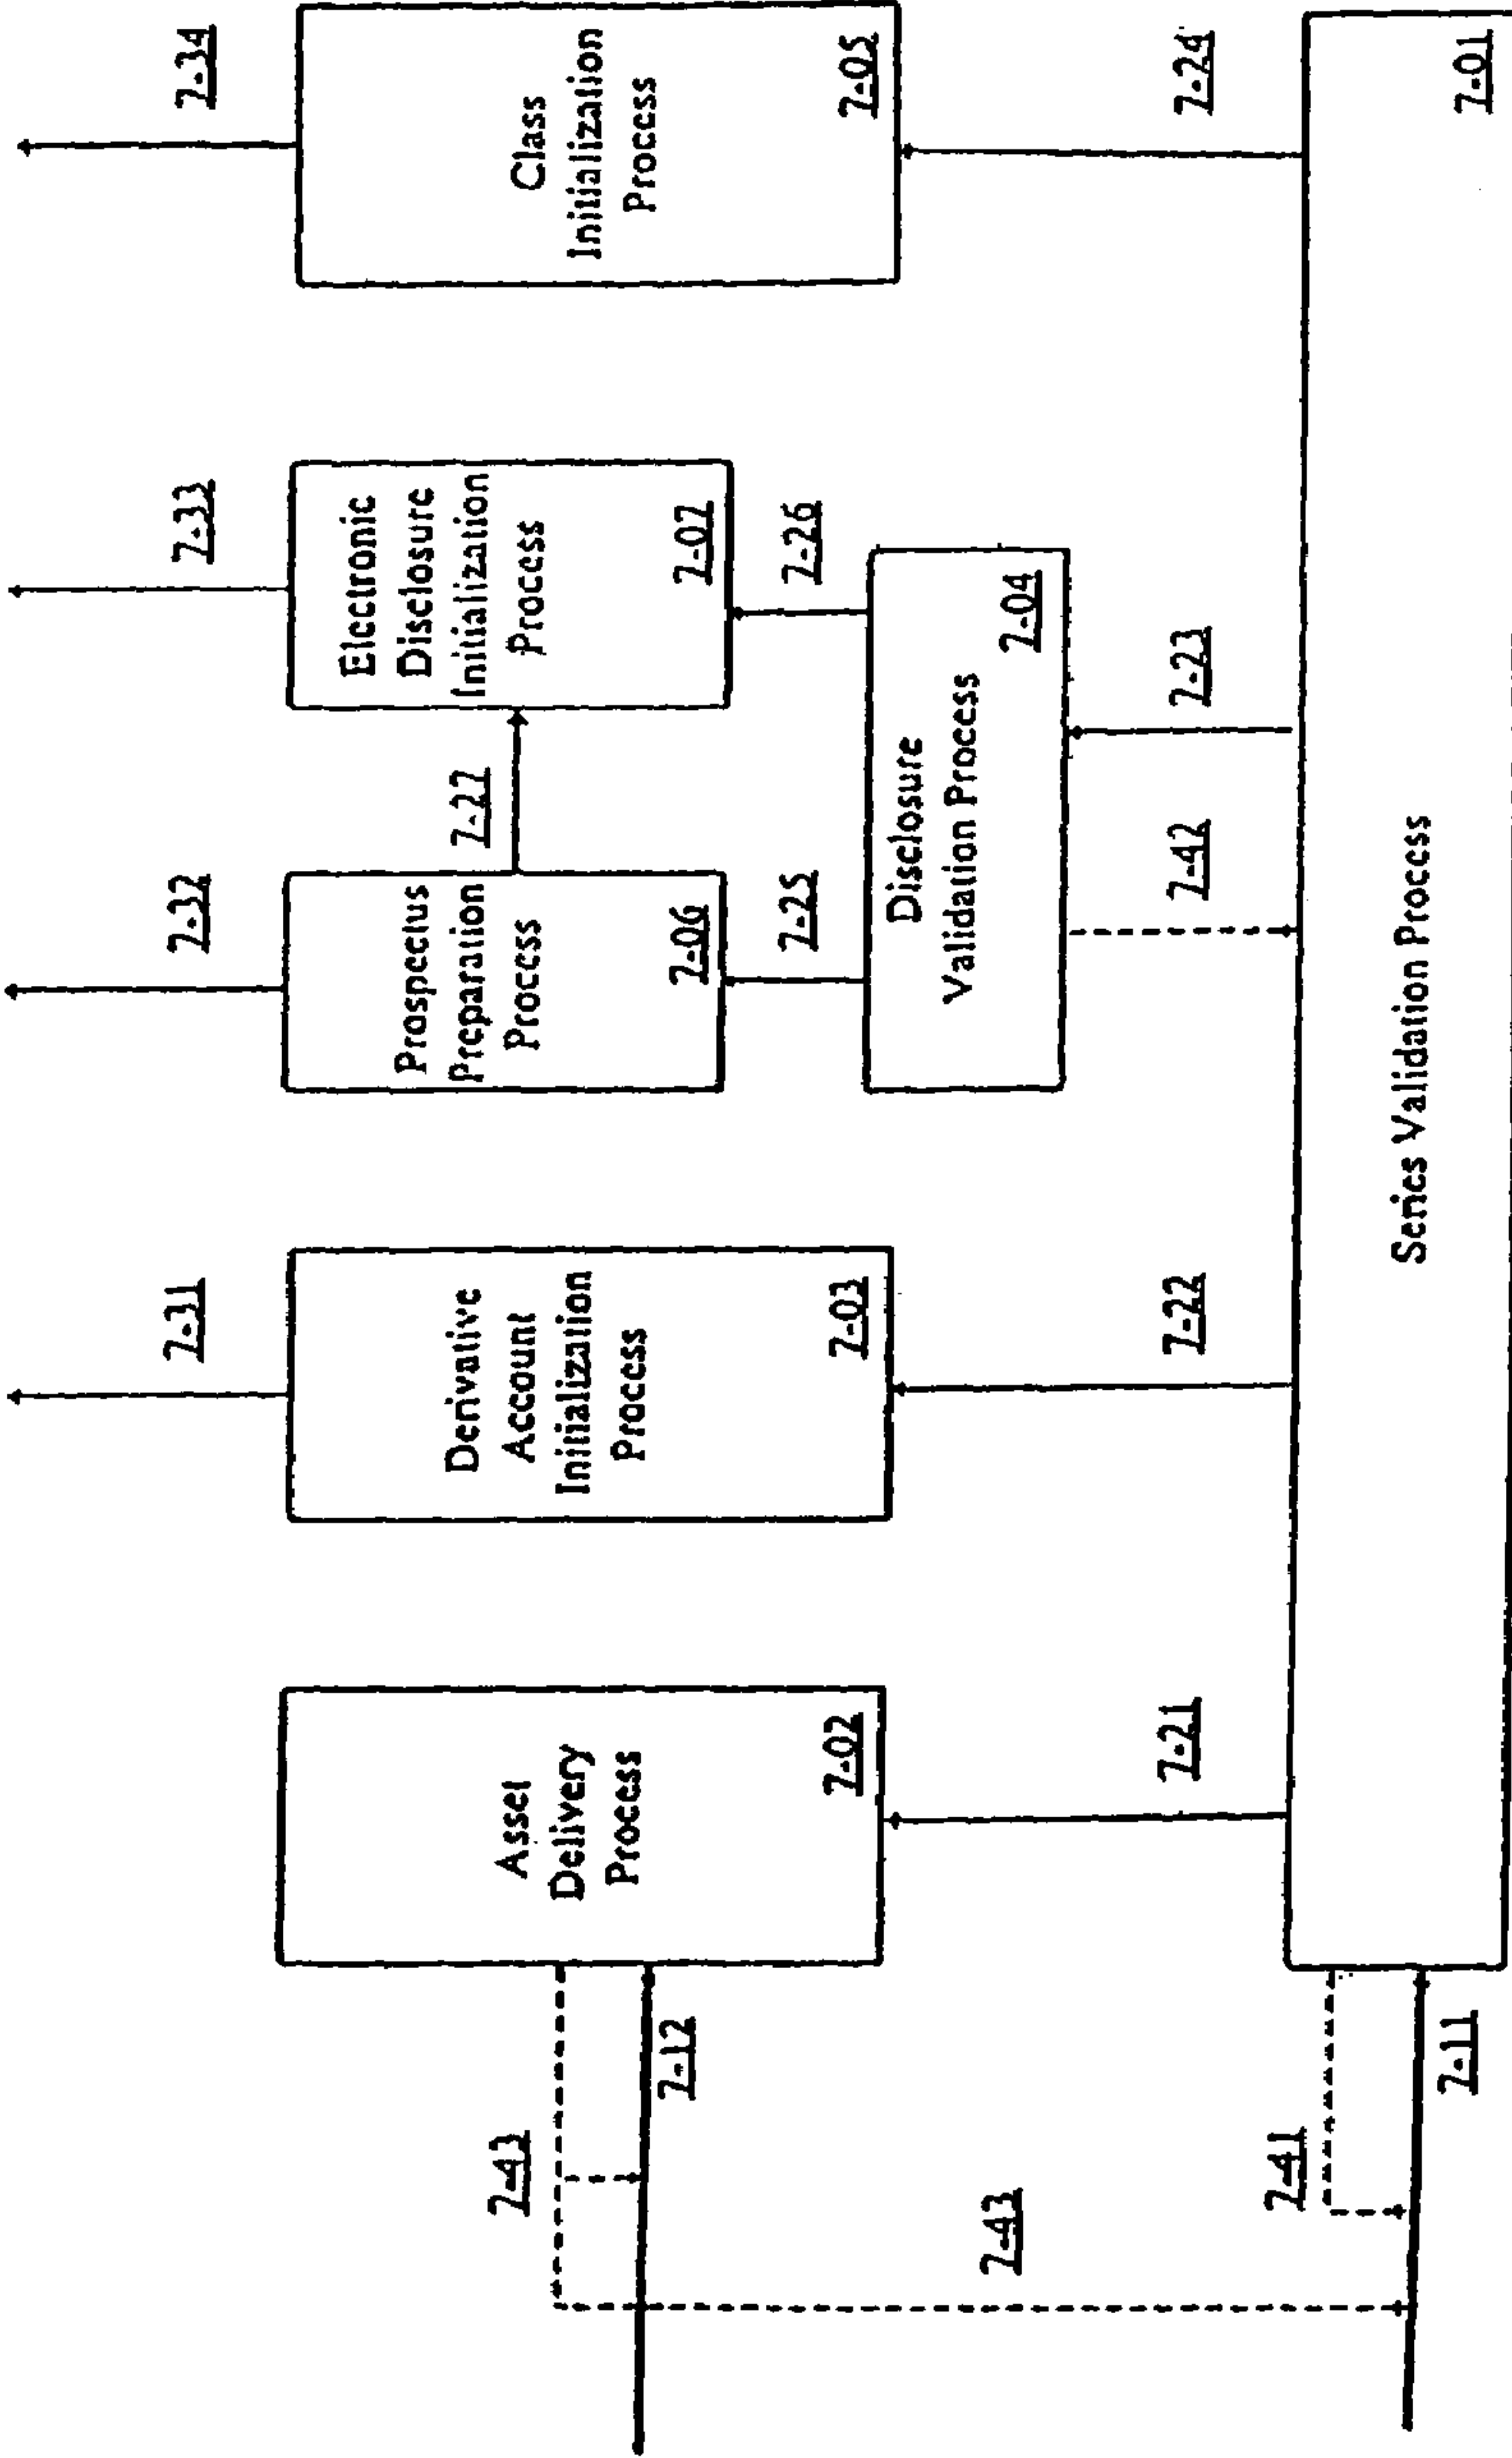 7-31
7-32
7-33
7-34
Asset
Delivery
Process
7-02
Derivative
Account
Initialization
Process
7-03
Prospectus
Preparation
Process
7-06
7-27
Electronic
Disclosure
Initialization
Process
7-07
Class
Initialization
Process
7-05
7-43
7-12
7-25
7-26
Disclosure
Validation Process
7-04
7-43
7-21
7-22
7-42
7-23
7-24
7-41
7-11
Series Validation Process
7-01